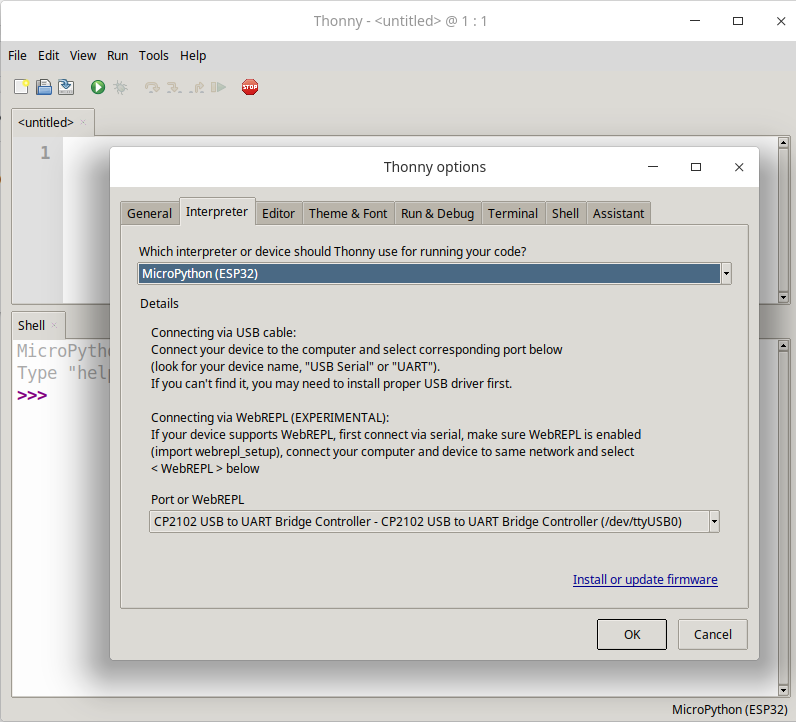 Thonny - <untitled> @ 1 : 1
File Edit View Run Tools Help
STOP
<untitled>
1
Thonny options
General Interpreter Editor Theme & Font Run & Debug Terminal Shell Assistant
Which interpreter or device should Thonny use for running your code?
MicroPython (ESP32)
Details
Connecting via USB cable:
Connect your device to the computer and select corresponding port below
(look for your device name, "USB Serial" or "UART").
If you can't find it, you may need to install proper USB driver first.
Connecting via WebREPL (EXPERIMENTAL):
If your device supports WebREPL, first connect via serial, make sure WebREPL is enabled
(import webrepl_setup), connect your computer and device to same network and select
< WebREPL > below
Port or WebREPL
CP2102 USB to UART Bridge Controller - CP2102 USB to UART Bridge Controller (/dev/ttyUSB0)
Install or update firmware
OK Cancel
Shell
MicroPyth
Type "hel
>>>
MicroPython (ESP32)